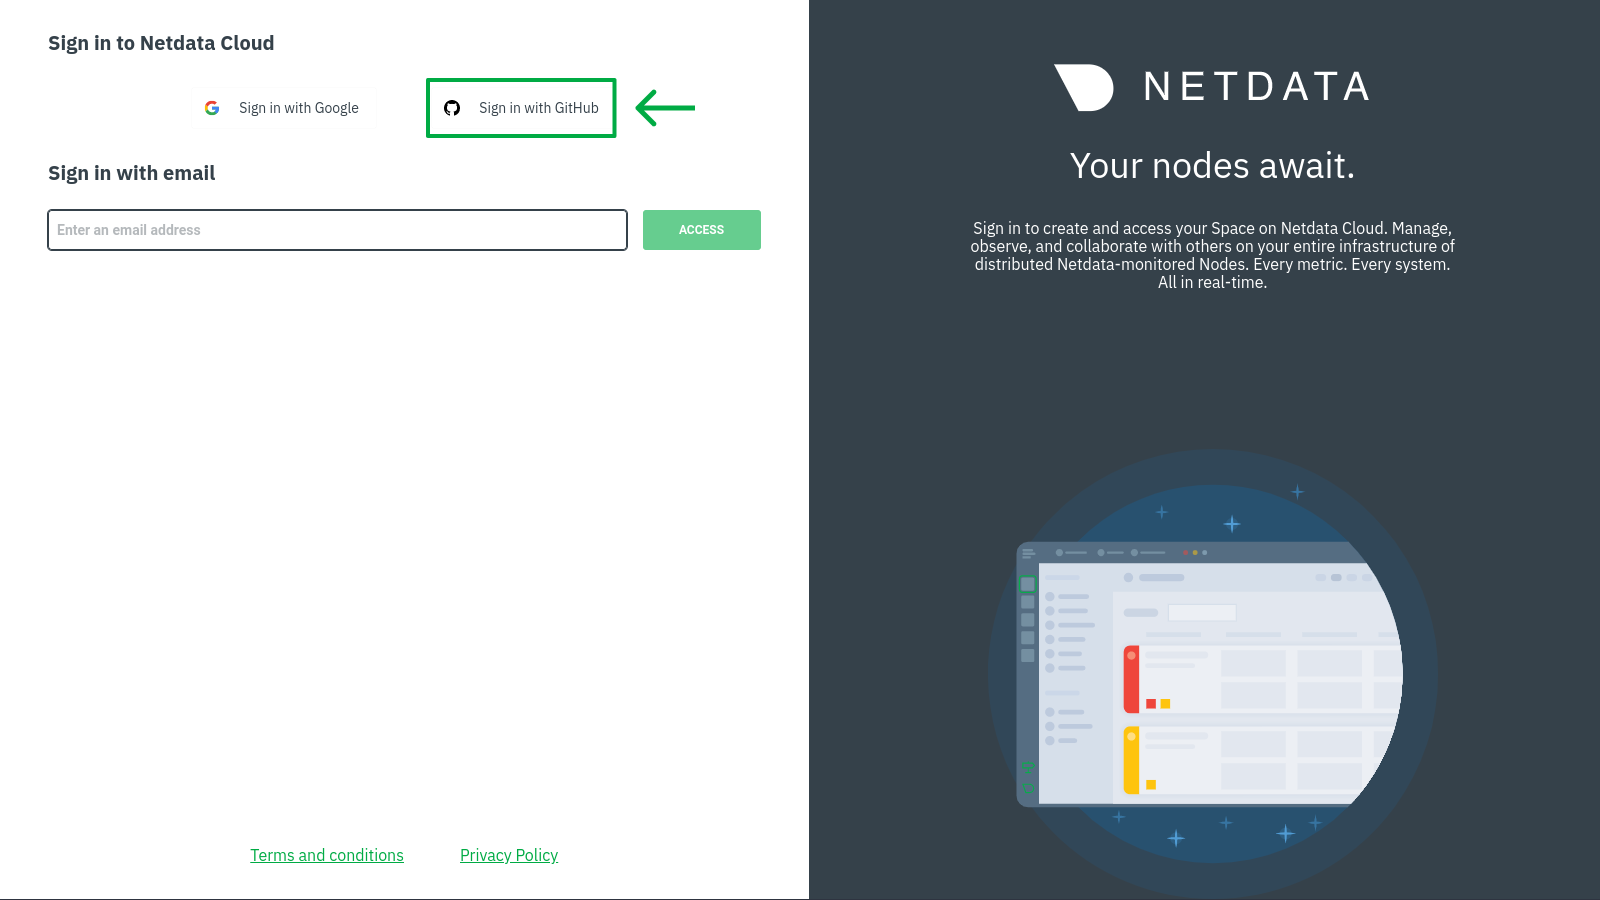 Sign in to Netdata Cloud
Sign in with Google
Sign in with GitHub
Sign in with email
Enter an email address
ACCESS
Terms and conditions
Privacy Policy
NETDATA
Your nodes await.
Sign in to create and access your Space on Netdata Cloud. Manage,
observe, and collaborate with others on your entire infrastructure of
distributed Netdata-monitored Nodes. Every metric. Every system.
All in real-time.